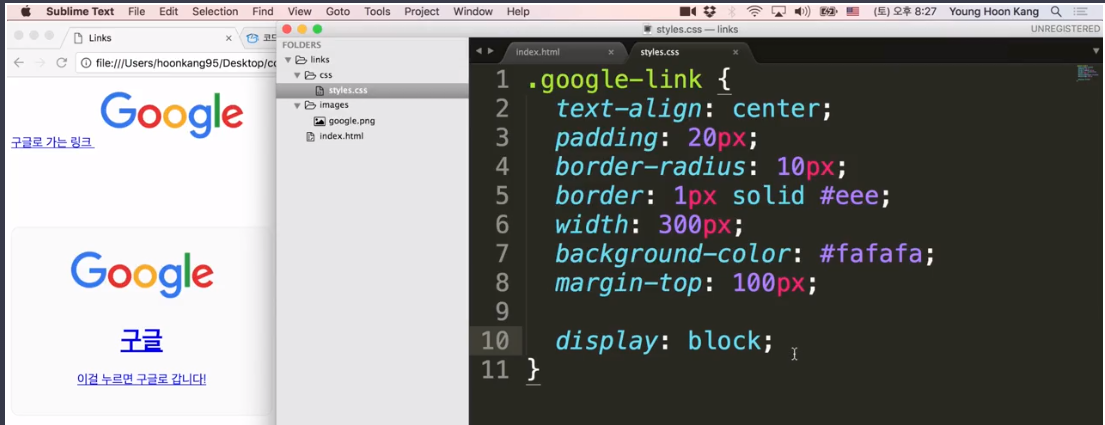 Sublime Text File Edit Selection Find View Goto Tools Project Window Help (토) 오후 8:27 Young Hoon Kang
Links
file:///Users/hoonkang95/Desktop/co
Google
구글로 가는 링크
Google
구글
이걸 누르면 구글로 갑니다!
styles.css — links
UNREGISTERED
FOLDERS
links
css
styles.css
images
google.png
index.html
index.html
styles.css
1 .google-link {
2 text-align: center;
3 padding: 20px;
4 border-radius: 10px;
5 border: 1px solid #eee;
6 width: 300px;
7 background-color: #fafafa;
8 margin-top: 100px;
9
10 display: block;
11 }